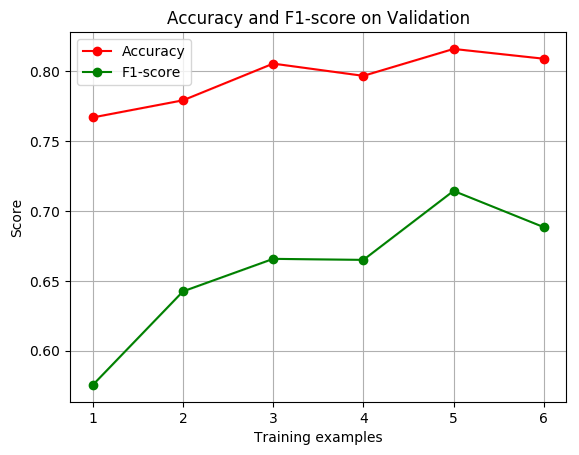 Accuracy and F1-score on Validation
Accuracy
F1-score
0.80
0.75
0.70
0.65
0.60
Score
1 2 3 4 5 6
Training examples